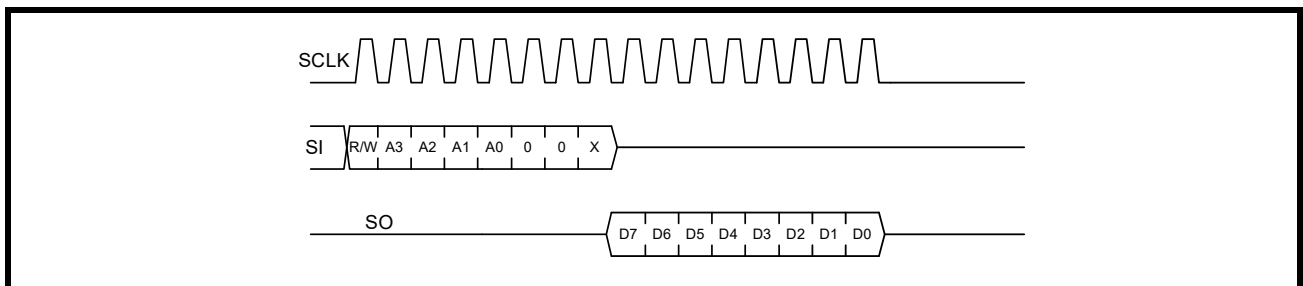 SCLK
SI R/W A3 A2 A1 A0 0 0 X
SO
D7 D6 D5 D4 D3 D2 D1 D0